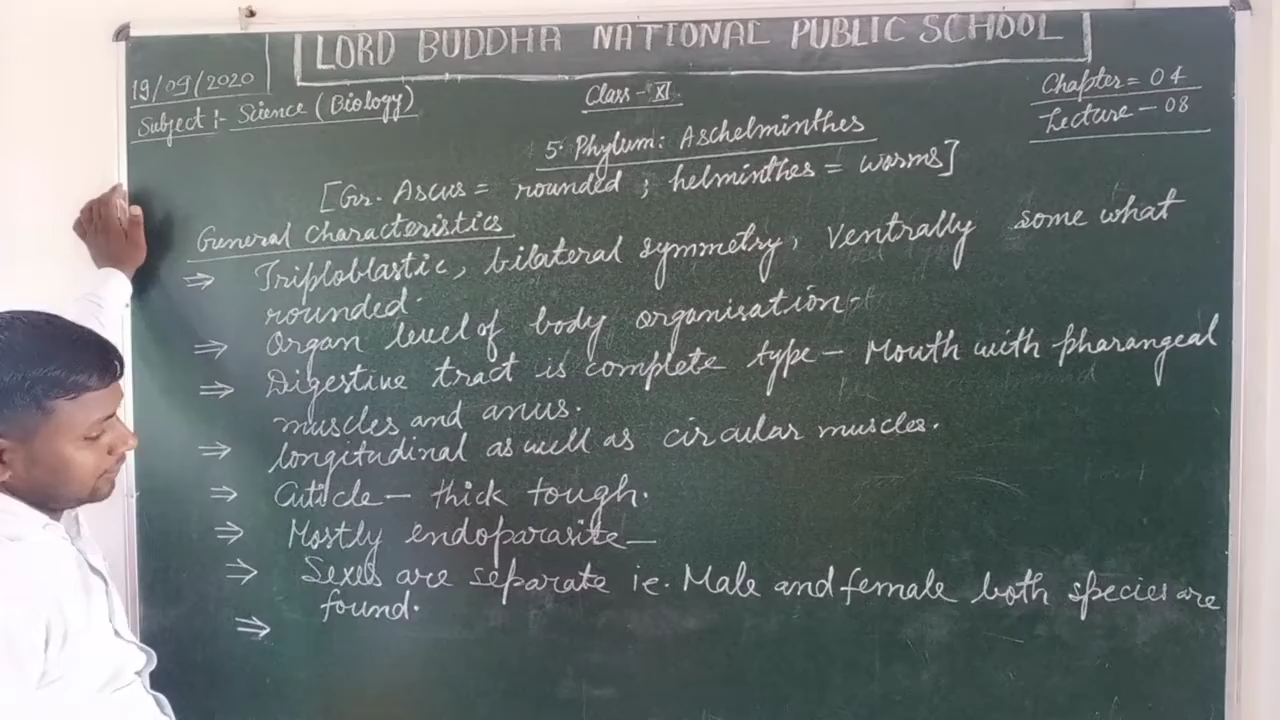 LORD BUDDHA NATIONAL PUBLIC SCHOOL
19/09/2020
Subject :- Science (Biology)
Class - XI
Chapter = 04
Lecture - 08
5. Phylum: Aschelminthes
[Gr. Ascus = rounded ; helminthes = worms]
General characteristics
⇒ Triploblastic, bilateral symmetry, ventrally some what
rounded.
⇒ Organ level of body organisation-
⇒ Digestive tract is complete type - Mouth with pharangeal
muscles and anus.
⇒ longitudinal as well as circular muscles.
⇒ Cuticle - thick tough.
⇒ Mostly endoparasite -
⇒ Sexes are separate ie. Male and female both species are
found.
⇒